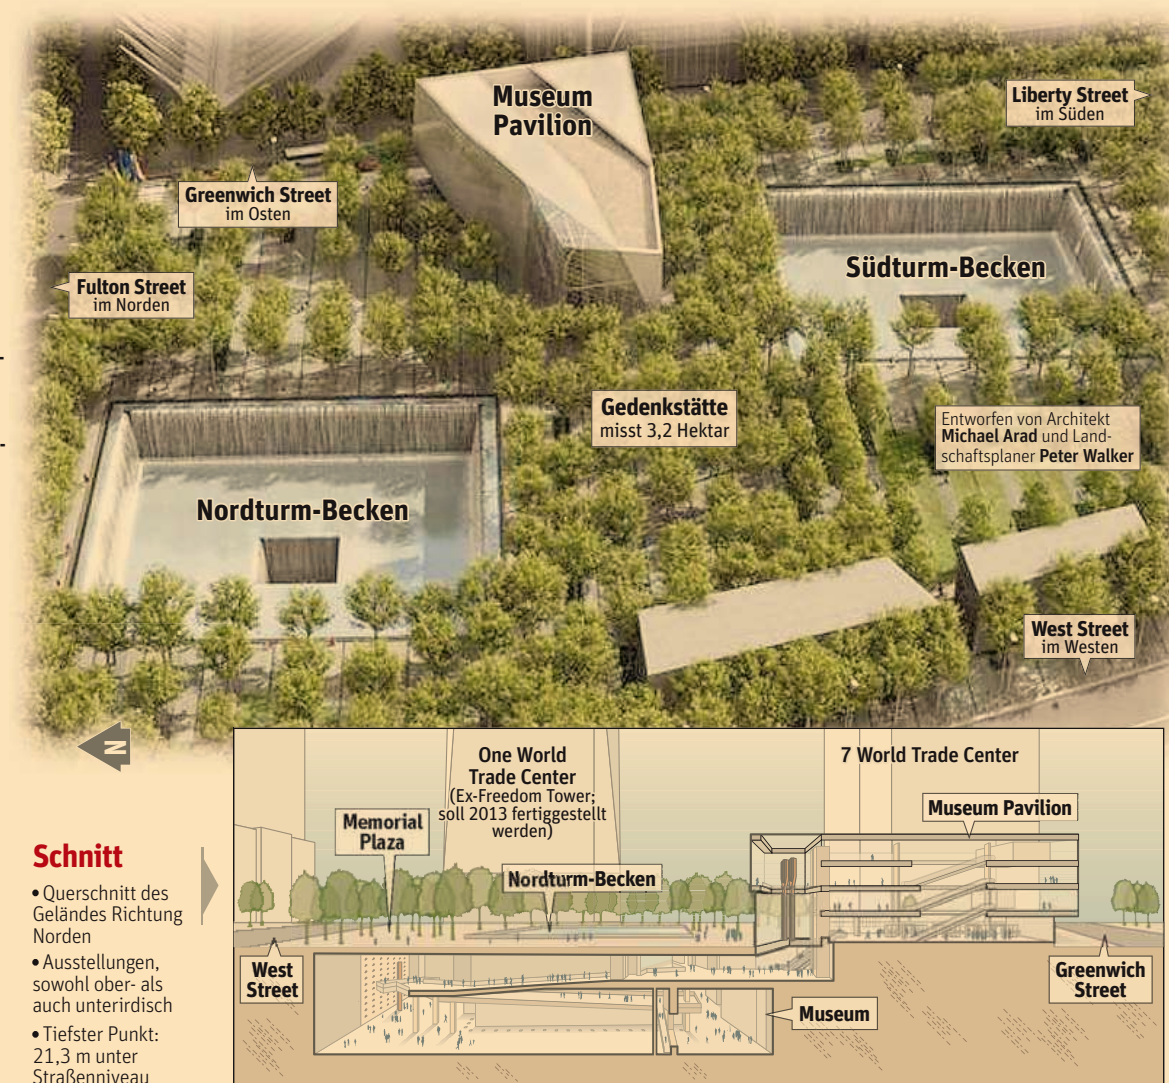 Museum
Pavilion
Liberty Street
im Süden
Greenwich Street
im Osten
Fulton Street
im Norden
Südturm-Becken
Gedenkstätte
misst 3,2 Hektar
Entworfen von Architekt
Michael Arad und Land-
schaftsplaner Peter Walker
Nordturm-Becken
West Street
im Westen
N
Schnitt
• Querschnitt des
Geländes Richtung
Norden
• Ausstellungen,
sowohl ober- als
auch unterirdisch
• Tiefster Punkt:
21,3 m unter
Straßenniveau
One World
Trade Center
(Ex-Freedom Tower;
soll 2013 fertiggestellt
werden)
7 World Trade Center
Memorial
Plaza
Museum Pavilion
Nordturm-Becken
West
Street
Greenwich
Street
Museum